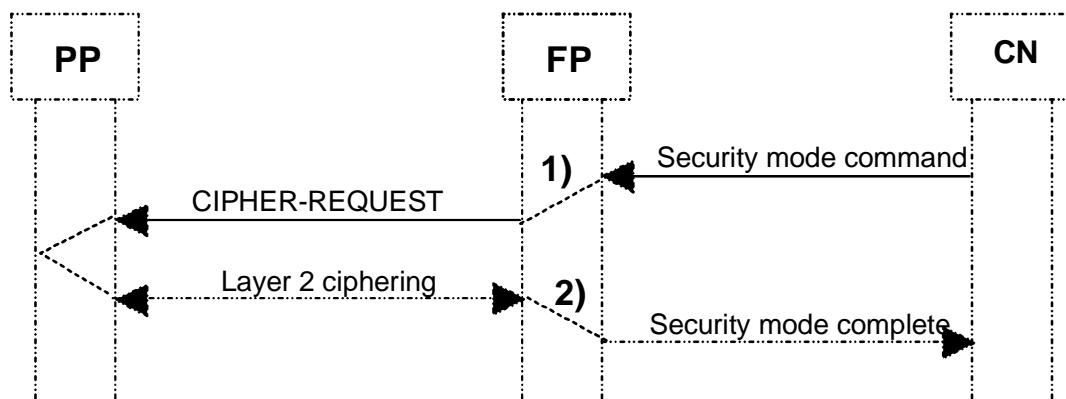 PP
FP
CN
1)
Security mode command
CIPHER-REQUEST
Layer 2 ciphering
2)
Security mode complete